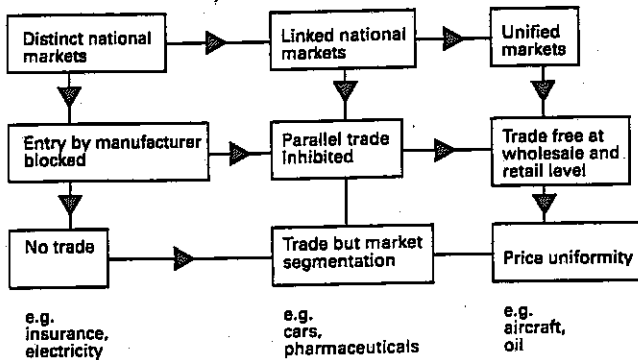 Distinct national
markets
Linked national
markets
Unified
markets
Entry by manufacturer
blocked
Parallel trade
inhibited
Trade free at
wholesale and
retail level
No trade
Trade but market
segmentation
Price uniformity
e.g.
insurance,
electricity
e.g.
cars,
pharmaceuticals
e.g.
aircraft,
oil